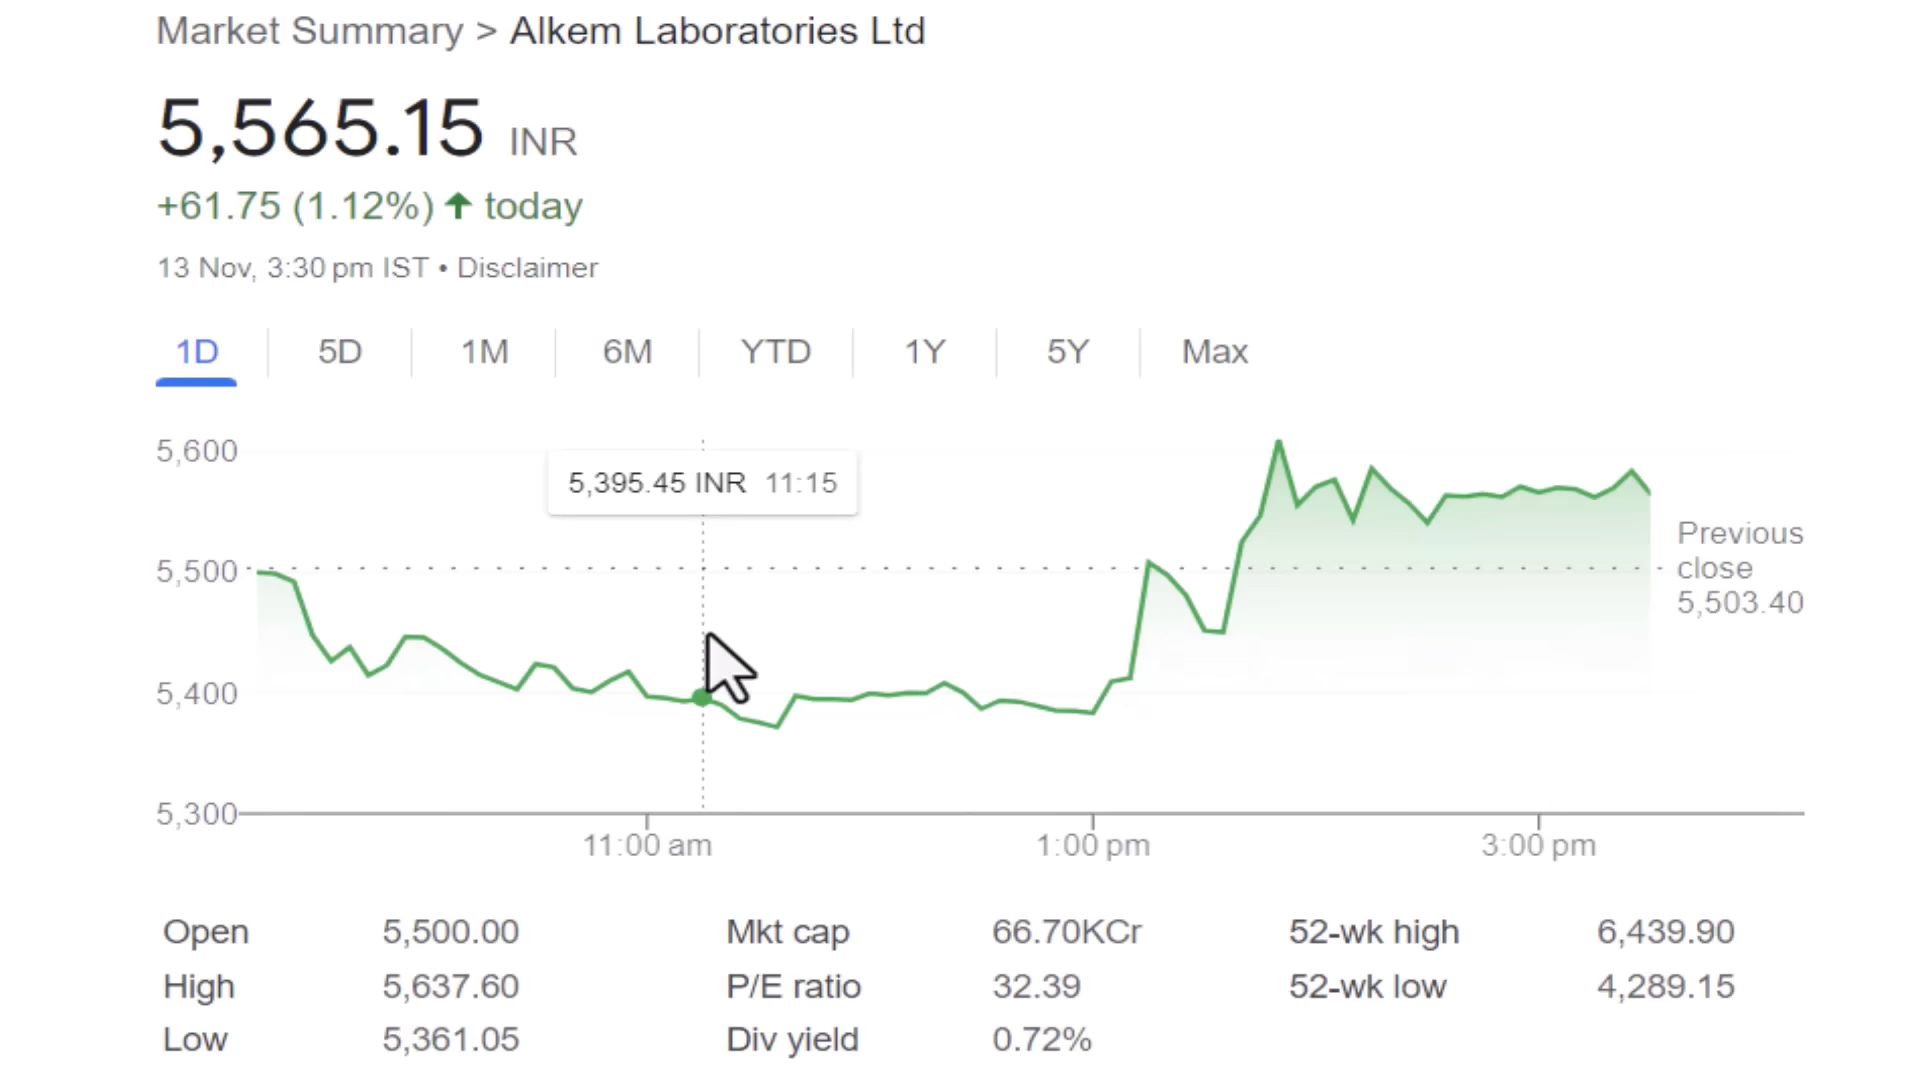 Market Summary > Alkem Laboratories Ltd
5,565.15 INR
+61.75 (1.12%) ↑ today
13 Nov, 3:30 pm IST • Disclaimer
1D 5D 1M 6M YTD 1Y 5Y Max
5,600
5,395.45 INR 11:15
5,500
Previous
close
5,503.40
5,400
5,300
11:00 am 1:00 pm 3:00 pm
Open 5,500.00 Mkt cap 66.70KCr 52-wk high 6,439.90
High 5,637.60 P/E ratio 32.39 52-wk low 4,289.15
Low 5,361.05 Div yield 0.72%